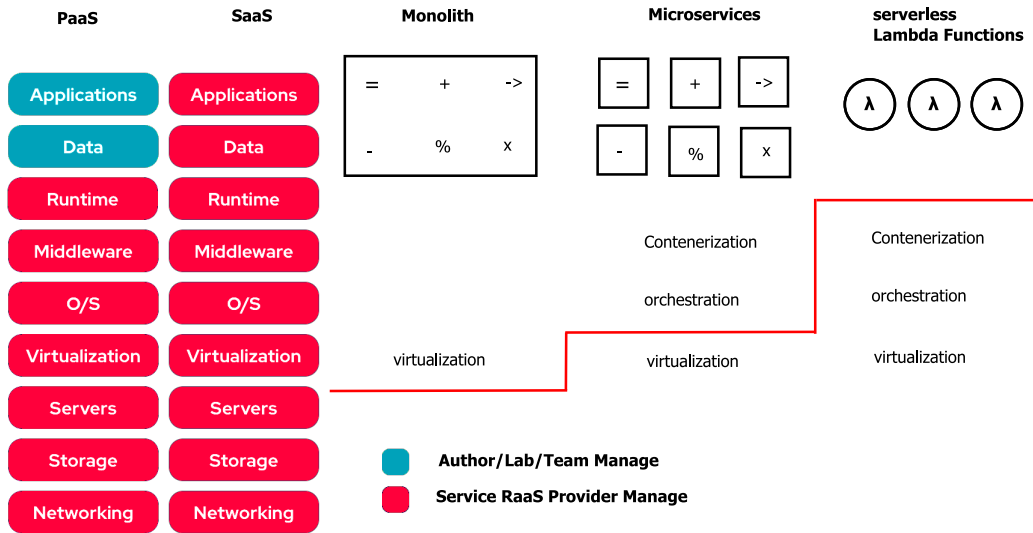 PaaS
SaaS
Monolith
Microservices
serverless
Lambda Functions
Applications
Applications
= + ->
= + ->
λ λ λ
Data
Data
- % x
- % x
Runtime
Runtime
Middleware
Middleware
Contenerization
Contenerization
O/S
O/S
orchestration
orchestration
Virtualization
Virtualization
virtualization
virtualization
virtualization
Servers
Servers
Storage
Storage
Author/Lab/Team Manage
Service RaaS Provider Manage
Networking
Networking